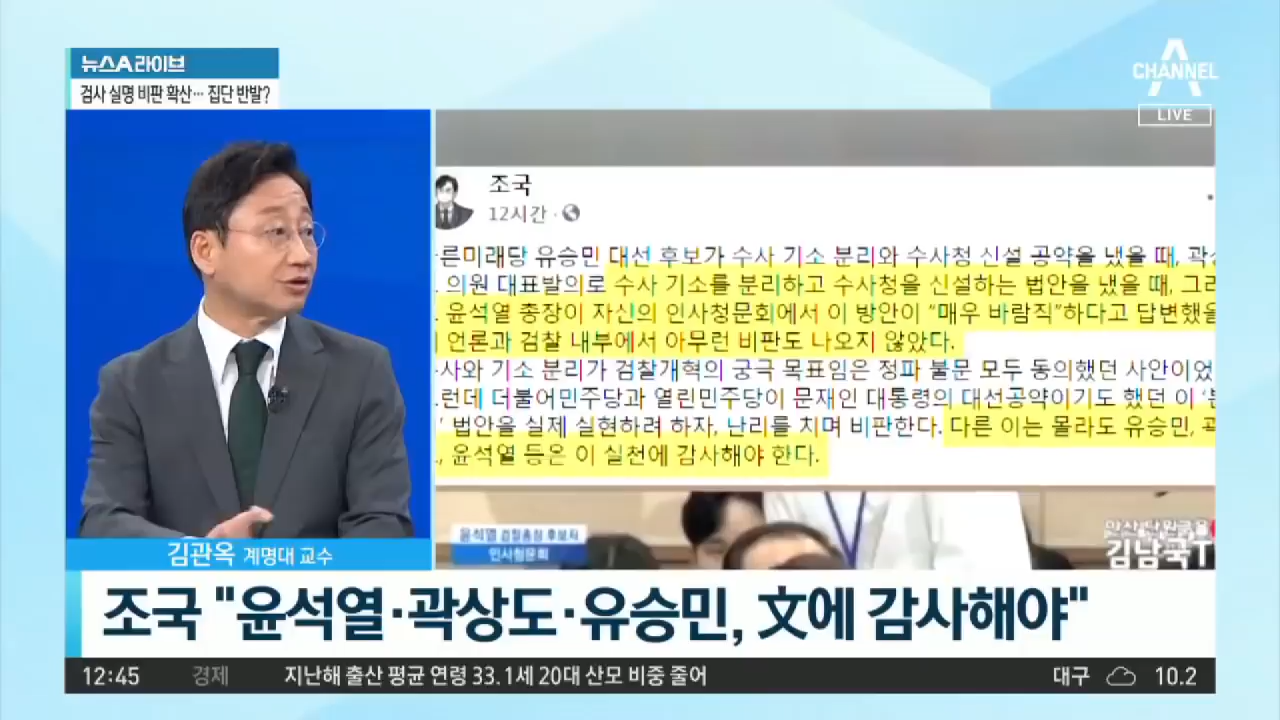 뉴스A 라이브
검사 실명 비판 확산… 집단 반발?
CHANNEL A
LIVE
조국
12시간
른미래당 유승민 대선 후보가 수사 기소 분리와 수사청 신설 공약을 냈을 때, 곽상
의원 대표발의로 수사 기소를 분리하고 수사청을 신설하는 법안을 냈을 때, 그리
윤석열 총장이 자신의 인사청문회에서 이 방안이 "매우 바람직"하다고 답변했을
언론과 검찰 내부에서 아무런 비판도 나오지 않았다.
사와 기소 분리가 검찰개혁의 궁극 목표임은 정파 불문 모두 동의했던 사안이었
런데 더불어민주당과 열린민주당이 문재인 대통령의 대선공약이기도 했던 이 '분
' 법안을 실제 실현하려 하자, 난리를 치며 비판한다. 다른 이는 몰라도 유승민, 곽
, 윤석열 등은 이 실천에 감사해야 한다.
윤석열 검찰총장 후보자
인사청문회
안산 단원구을
김남국T
김관옥 계명대 교수
조국 "윤석열·곽상도·유승민, 文에 감사해야"
12:45 경제 지난해 출산 평균 연령 33.1세 20대 산모 비중 줄어 대구 10.2